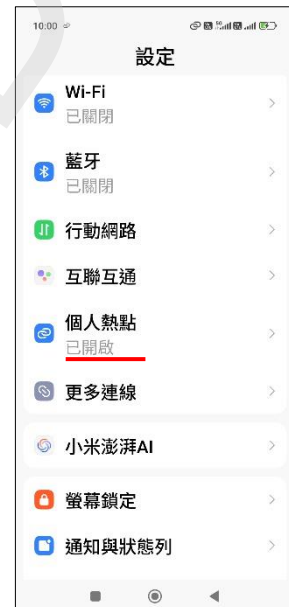 10:00
設定
Wi-Fi
已關閉
藍牙
已關閉
行動網路
互聯互通
個人熱點
已開啟
更多連線
小米澎湃AI
螢幕鎖定
通知與狀態列